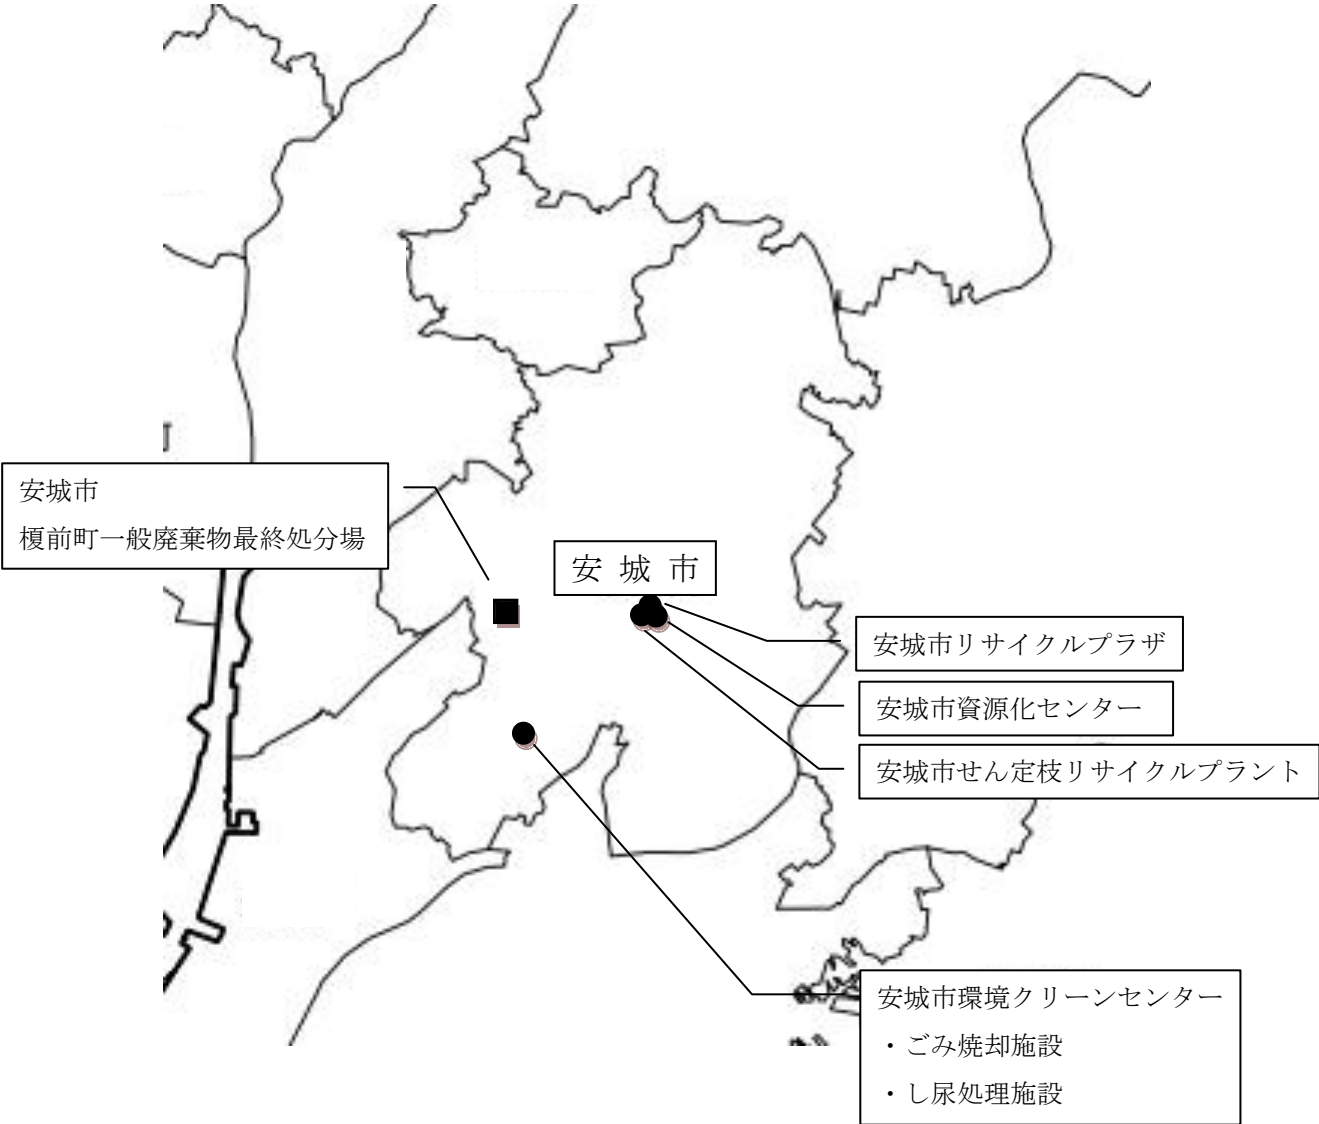 安城市
榎前町一般廃棄物最終処分場
安 城 市
安城市リサイクルプラザ
安城市資源化センター
安城市せん定枝リサイクルプラント
安城市環境クリーンセンター
・ごみ焼却施設
・し尿処理施設